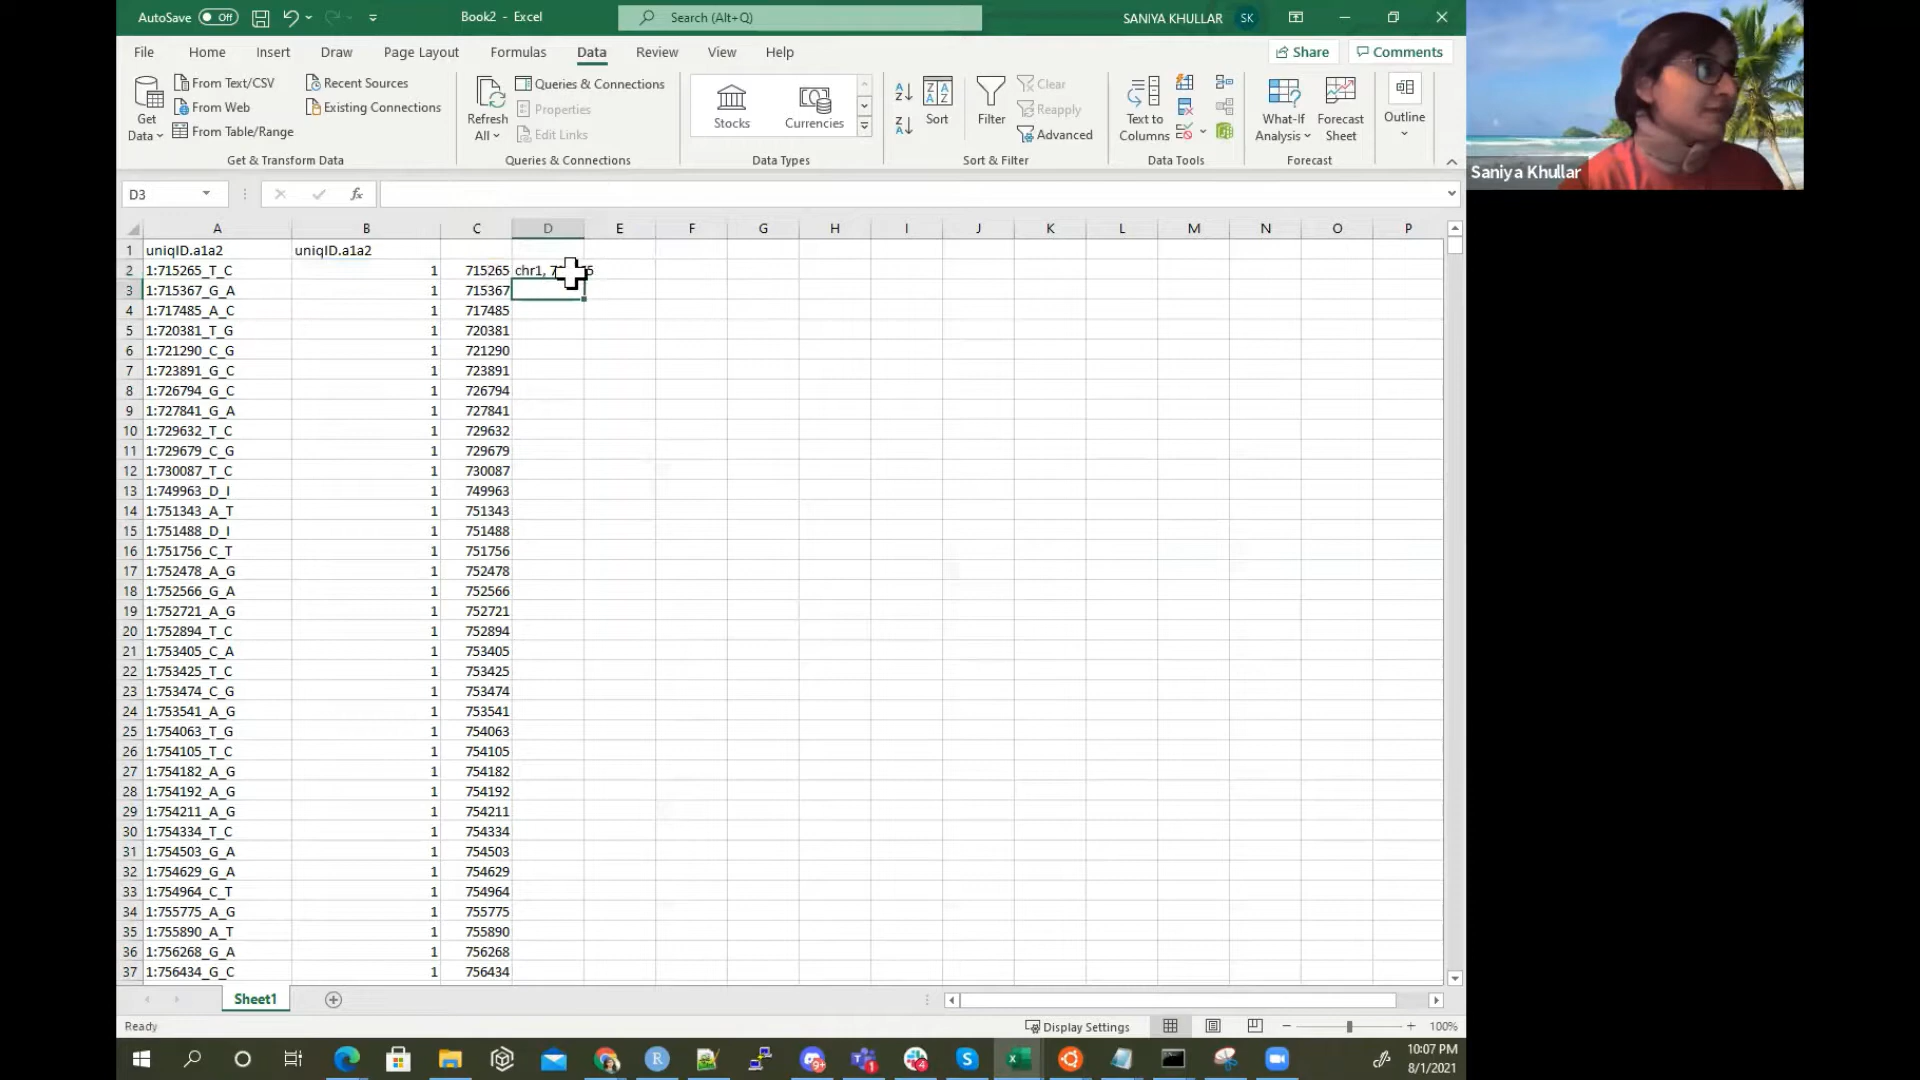 AutoSave Off
Book2 - Excel
Search (Alt+Q)
SANIYA KHULLAR SK
File Home Insert Draw Page Layout Formulas Data Review View Help
Share Comments
Get Data
From Text/CSV
From Web
From Table/Range
Recent Sources
Existing Connections
Get & Transform Data
Refresh All
Queries & Connections
Properties
Edit Links
Queries & Connections
Stocks
Currencies
Data Types
Sort
Filter
Clear
Reapply
Advanced
Sort & Filter
Text to Columns
Data Tools
What-If Analysis
Forecast Sheet
Forecast
Outline
Saniya Khullar
D3
fx
A B C D E F G H I J K L M N O P
1 uniqID.a1a2 uniqID.a1a2
2 1:715265_T_C 1 715265 chr1,
3 1:715367_G_A 1 715367
4 1:717485_A_C 1 717485
5 1:720381_T_G 1 720381
6 1:721290_C_G 1 721290
7 1:723891_G_C 1 723891
8 1:726794_G_C 1 726794
9 1:727841_G_A 1 727841
10 1:729632_T_C 1 729632
11 1:729679_C_G 1 729679
12 1:730087_T_C 1 730087
13 1:749963_D_I 1 749963
14 1:751343_A_T 1 751343
15 1:751488_D_I 1 751488
16 1:751756_C_T 1 751756
17 1:752478_A_G 1 752478
18 1:752566_G_A 1 752566
19 1:752721_A_G 1 752721
20 1:752894_T_C 1 752894
21 1:753405_C_A 1 753405
22 1:753425_T_C 1 753425
23 1:753474_C_G 1 753474
24 1:753541_A_G 1 753541
25 1:754063_T_G 1 754063
26 1:754105_T_C 1 754105
27 1:754182_A_G 1 754182
28 1:754192_A_G 1 754192
29 1:754211_A_G 1 754211
30 1:754334_T_C 1 754334
31 1:754503_G_A 1 754503
32 1:754629_G_A 1 754629
33 1:754964_C_T 1 754964
34 1:755775_A_G 1 755775
35 1:755890_A_T 1 755890
36 1:756268_G_A 1 756268
37 1:756434_G_C 1 756434
Sheet1
Ready
Display Settings
100%
10:07 PM
8/1/2021